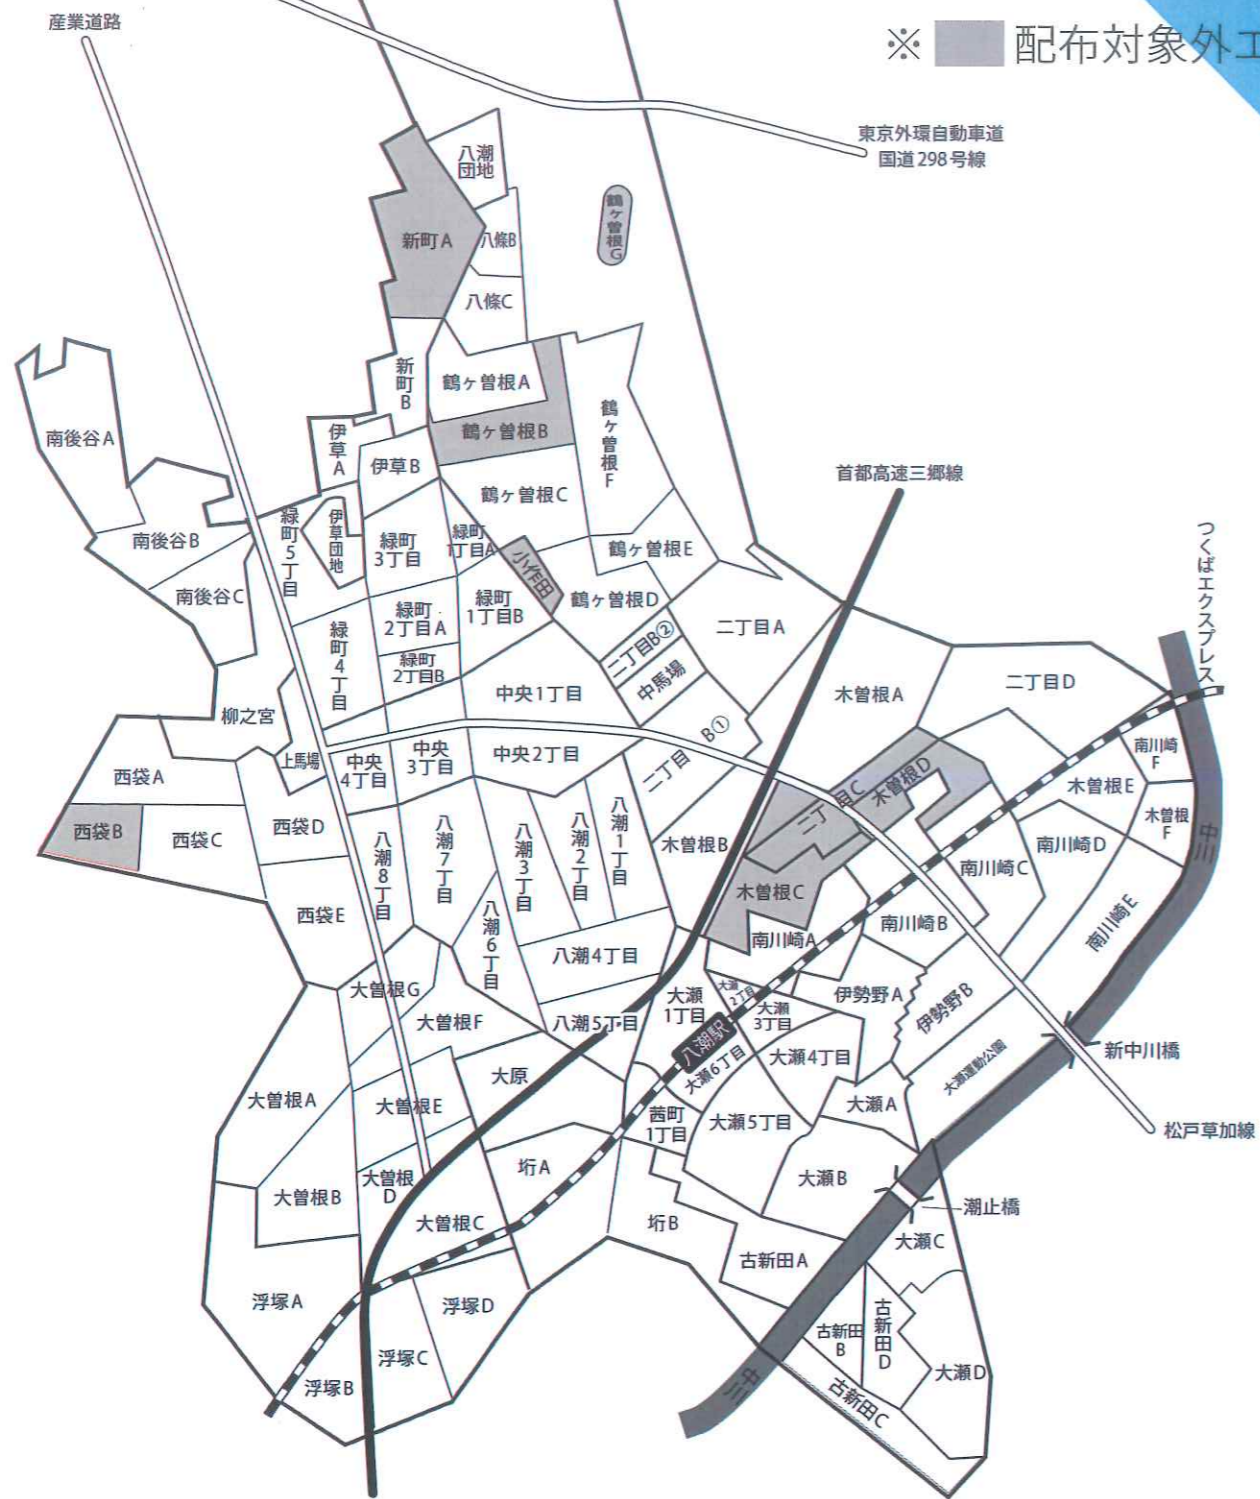 産業道路
※
配布対象外エ
東京外環自動車道
国道298号線
八潮
団地
鶴ヶ曽根G
新町A
八條B
八條C
新町B
鶴ヶ曽根A
鶴ヶ曽根B
鶴ヶ曽根F
南後谷A
伊草A
伊草B
首都高速三郷線
鶴ヶ曽根C
つくばエクスプレス
南後谷B
緑町5丁目
伊草団地
緑町
3丁目
緑町
1丁目A
小作田
鶴ヶ曽根E
南後谷C
緑町
2丁目A
緑町
1丁目B
鶴ヶ曽根D
二丁目A
緑町4丁目
緑町
2丁目B
二丁目B②
中馬場
中央1丁目
木曽根A
二丁目D
柳之宮
二丁目 B①
上馬場
中央
4丁目
中央
3丁目
中央2丁目
南川崎
F
西袋A
二丁目C
木曽根D
木曽根E
西袋B
西袋C
西袋D
八潮8丁目
八潮7丁目
八潮3丁目
八潮2丁目
八潮1丁目
木曽根B
木曽根
F
中川
南川崎D
南川崎C
木曽根C
西袋E
八潮6丁目
南川崎A
南川崎B
南川崎E
八潮4丁目
大曽根G
大瀬
1丁目
大瀬
2丁目
伊勢野A
伊勢野B
大曽根F
八潮5丁目
大瀬
3丁目
八潮駅
大瀬6丁目
大瀬4丁目
新中川橋
大瀬運動公園
大原
大曽根A
大曽根E
茜町
1丁目
大瀬5丁目
大瀬A
松戸草加線
大曽根B
大曽根
D
垳A
大瀬B
大曽根C
垳B
潮止橋
大瀬C
古新田A
浮塚A
浮塚D
古新田
B
古新田D
浮塚C
浮塚B
大瀬D
中川
古新田C